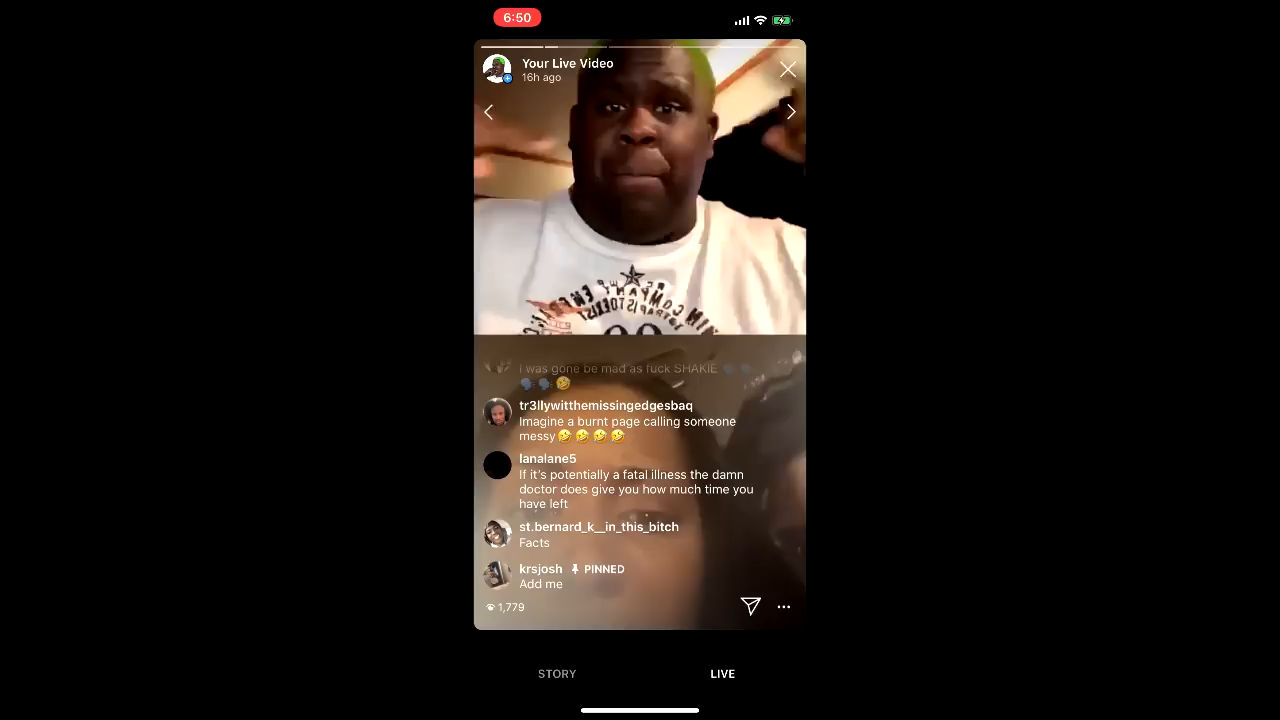 6:50
Your Live Video
16h ago
COMPANY
I was gone be mad as fuck SHAKIE 🗣️ 🗣️
🗣️ 🗣️ 🤣
tr3llywitthemissingedgesbaq
Imagine a burnt page calling someone
messy🤣 🤣 🤣 🤣
lanalane5
If it's potentially a fatal illness the damn
doctor does give you how much time you
have left
st.bernard_k__in_this_bitch
Facts
krsjosh PINNED
Add me
1,779
STORY
LIVE